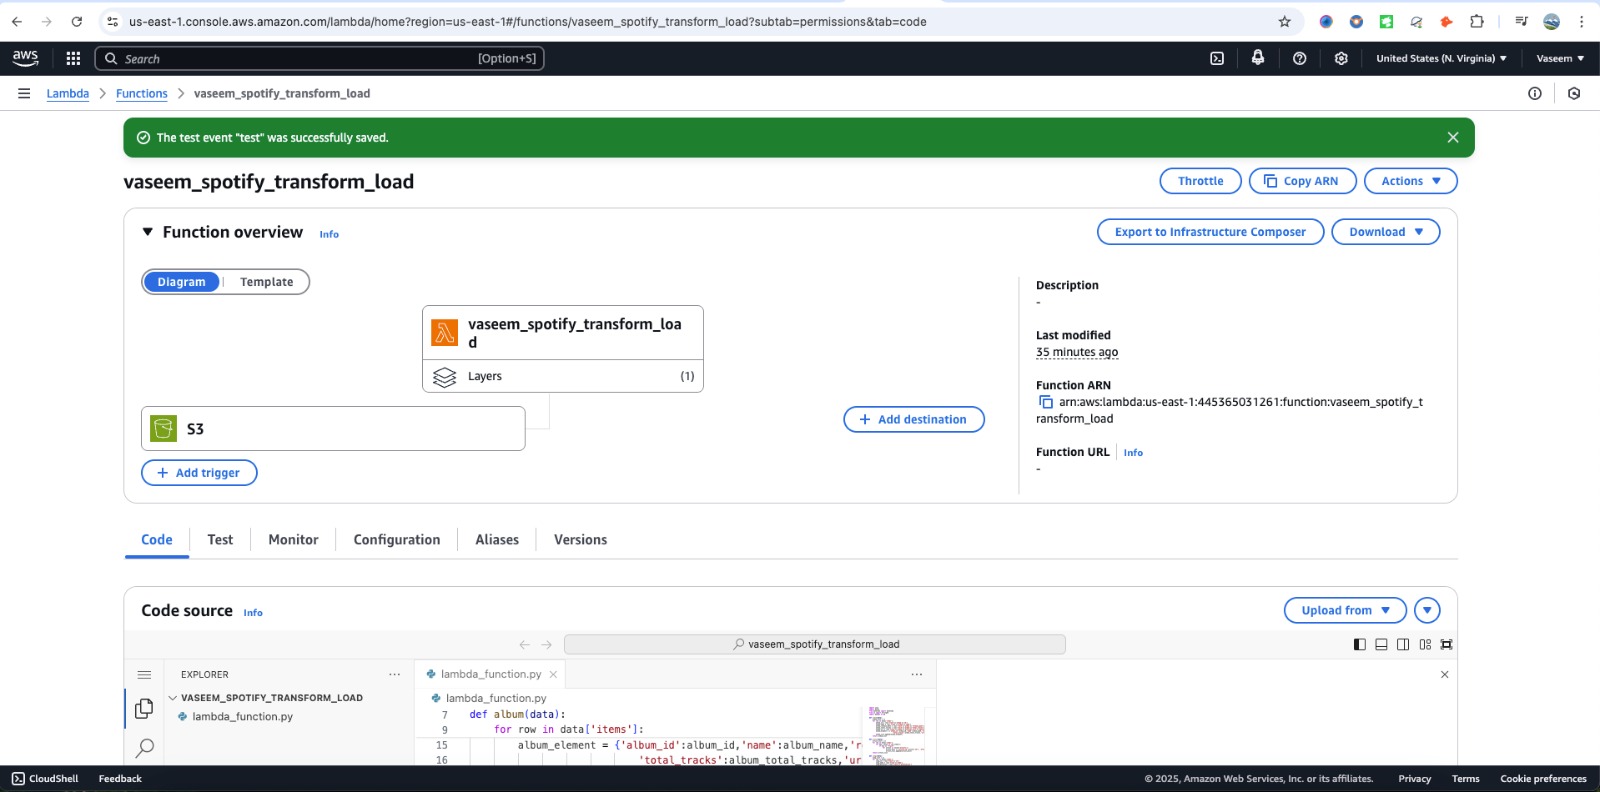 us-east-1.console.aws.amazon.com/lambda/home?region=us-east-1#/functions/vaseem_spotify_transform_load?subtab=permissions&tab=code
aws
Search
[Option+S]
United States (N. Virginia)
Vaseem
Lambda
Functions
vaseem_spotify_transform_load
The test event "test" was successfully saved.
vaseem_spotify_transform_load
Throttle
Copy ARN
Actions
Function overview
Info
Export to Infrastructure Composer
Download
Diagram
Template
vaseem_spotify_transform_loa
d
Layers
(1)
S3
Add trigger
Add destination
Description
-
Last modified
35 minutes ago
Function ARN
arn:aws:lambda:us-east-1:445365031261:function:vaseem_spotify_t
ransform_load
Function URL
Info
-
Code
Test
Monitor
Configuration
Aliases
Versions
Code source
Info
Upload from
vaseem_spotify_transform_load
EXPLORER
VASEEM_SPOTIFY_TRANSFORM_LOAD
lambda_function.py
lambda_function.py
lambda_function.py
7 def album(data):
9 for row in data['items']:
15 album_element = {'album_id':album_id,'name':album_name,'r
16 'total_tracks':album_total_tracks,'ur
CloudShell
Feedback
© 2025, Amazon Web Services, Inc. or its affiliates.
Privacy
Terms
Cookie preferences